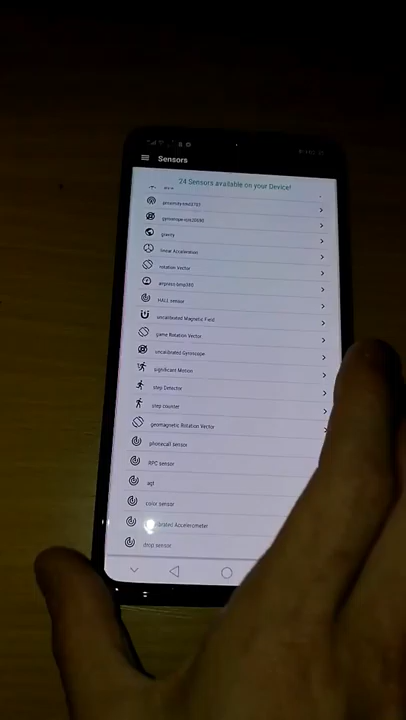 Sensors
24 Sensors available on your Device!
gravity
linear Acceleration
rotation Vector
HALL sensor
uncalibrated Magnetic Field
game Rotation Vector
uncalibrated Gyroscope
significant Motion
step Detector
step counter
geomagnetic Rotation Vector
phonecall sensor
RPC sensor
agt
color sensor
Accelerometer
drop sensor